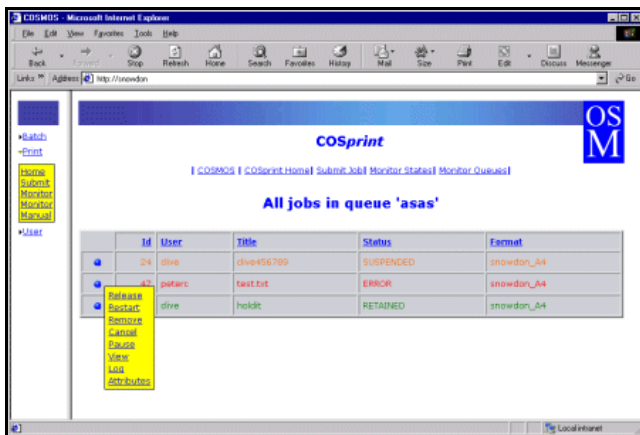 COSMOS - Microsoft Internet Explorer
File Edit View Favorites Tools Help
Back Forward Stop Refresh Home Search Favorites History Mail Size Print Edit Discuss Messenger
Links » Address http://snowdon Go
OS
M
Batch
Print
Home
Submit
Monitor
Monitor
Manual
User
COSprint
| COSMOS | COSprint Home| Submit Job| Monitor States| Monitor Queues|
All jobs in queue 'asas'
Id User Title Status Format
24 clive clive456789 SUSPENDED snowdon_A4
47 peterc test.txt ERROR snowdon_A4
clive holdit RETAINED snowdon_A4
Release
Restart
Remove
Cancel
Pause
View
Log
Attributes
Local intranet